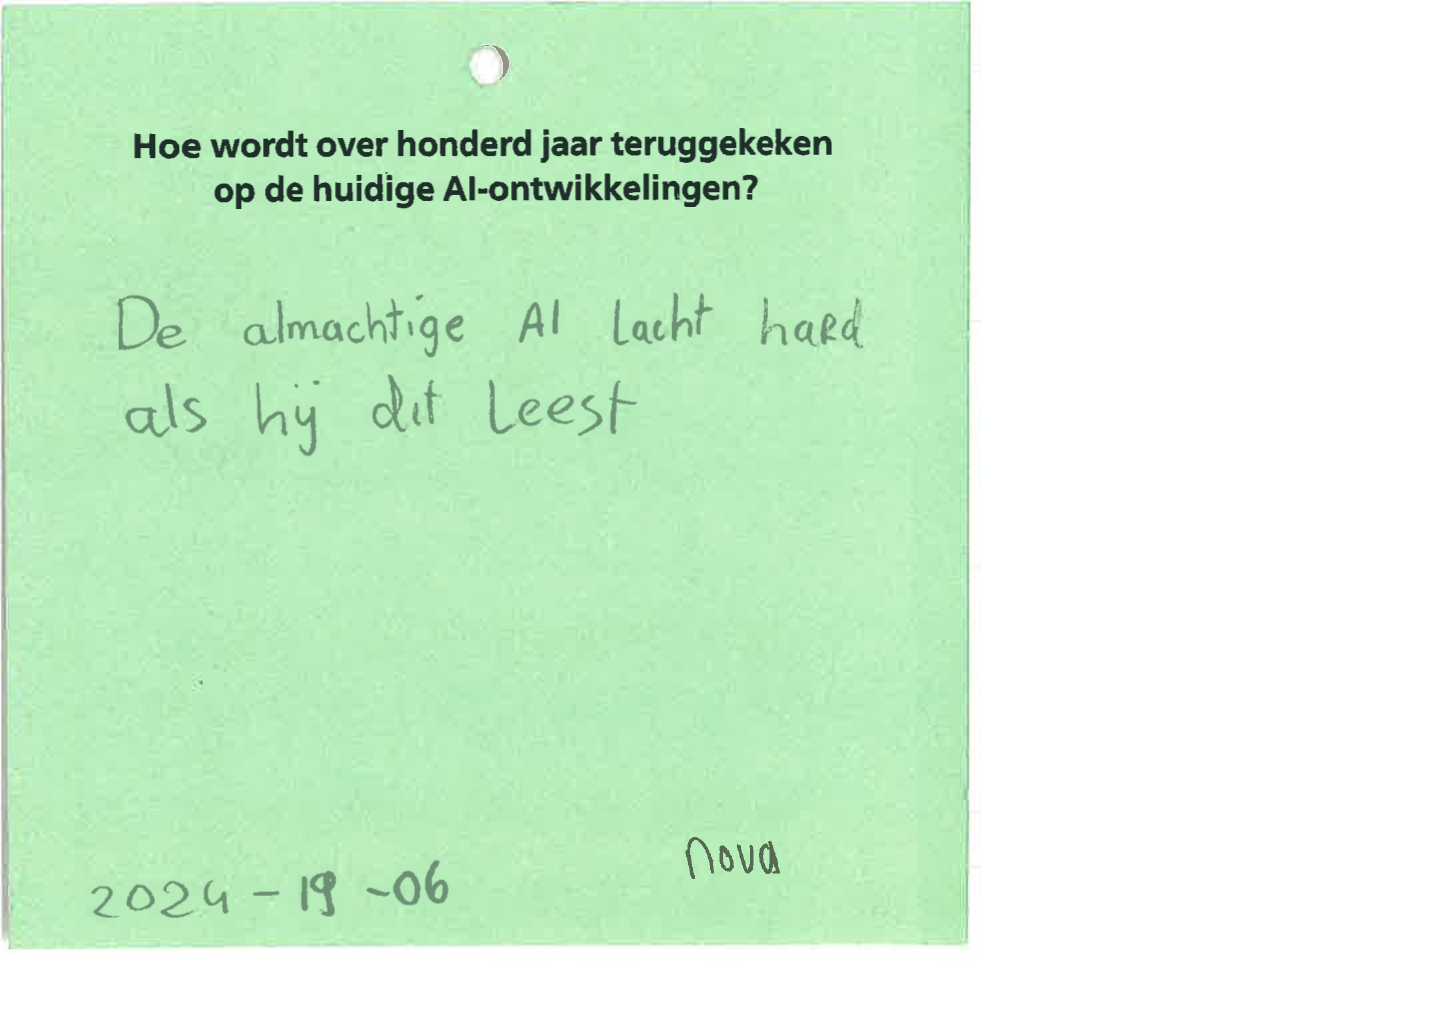 Hoe wordt over honderd jaar teruggekeken
op de huidige AI-ontwikkelingen?
De almachtige AI lacht hard
als hij dit leest
nova
2024-19-06